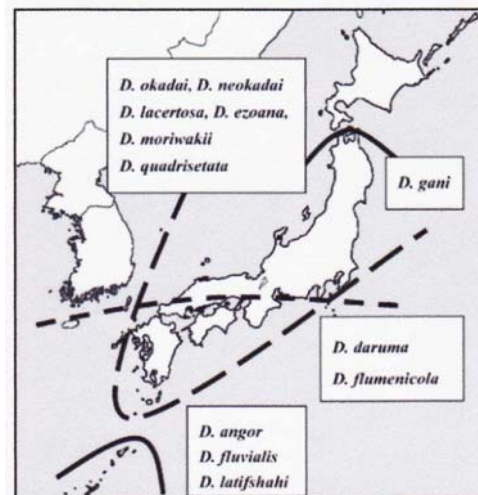 D. okadai, D. neokadai
D. lacertosa, D. ezoana,
D. moriwakii
D. quadrisetata
D. gani
D. daruma
D. flumenicola
D. angor
D. fluvialis
D. latifshahi